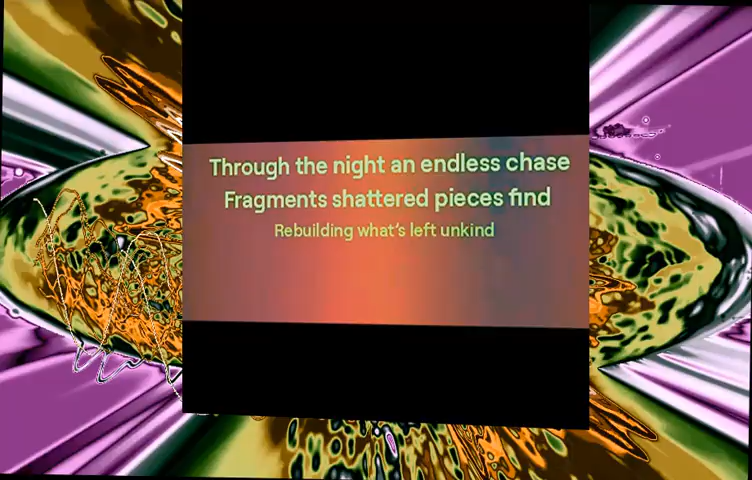 Through the night an endless chase
Fragments shattered pieces find
Rebuilding what's left unkind